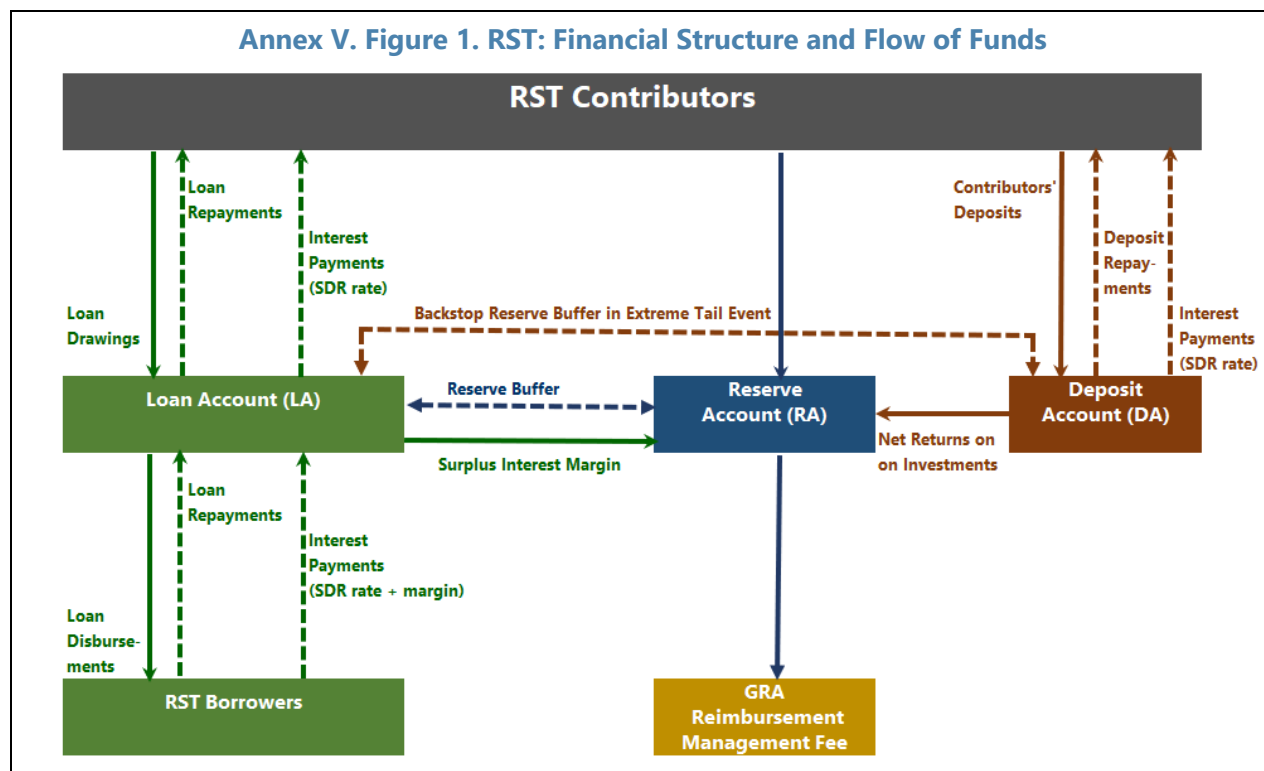 Annex V. Figure 1. RST: Financial Structure and Flow of Funds
RST Contributors
Loan
Repayments
Interest
Payments
(SDR rate)
Loan
Drawings
Contributors'
Deposits
Deposit
Repay-
ments
Interest
Payments
(SDR rate)
Backstop Reserve Buffer in Extreme Tail Event
Loan Account (LA)
Reserve Buffer
Reserve
Account (RA)
Deposit
Account (DA)
Surplus Interest Margin
Net Returns on
on Investments
Loan
Repayments
Interest
Payments
(SDR rate + margin)
Loan
Disburse-
ments
RST Borrowers
GRA
Reimbursement
Management Fee